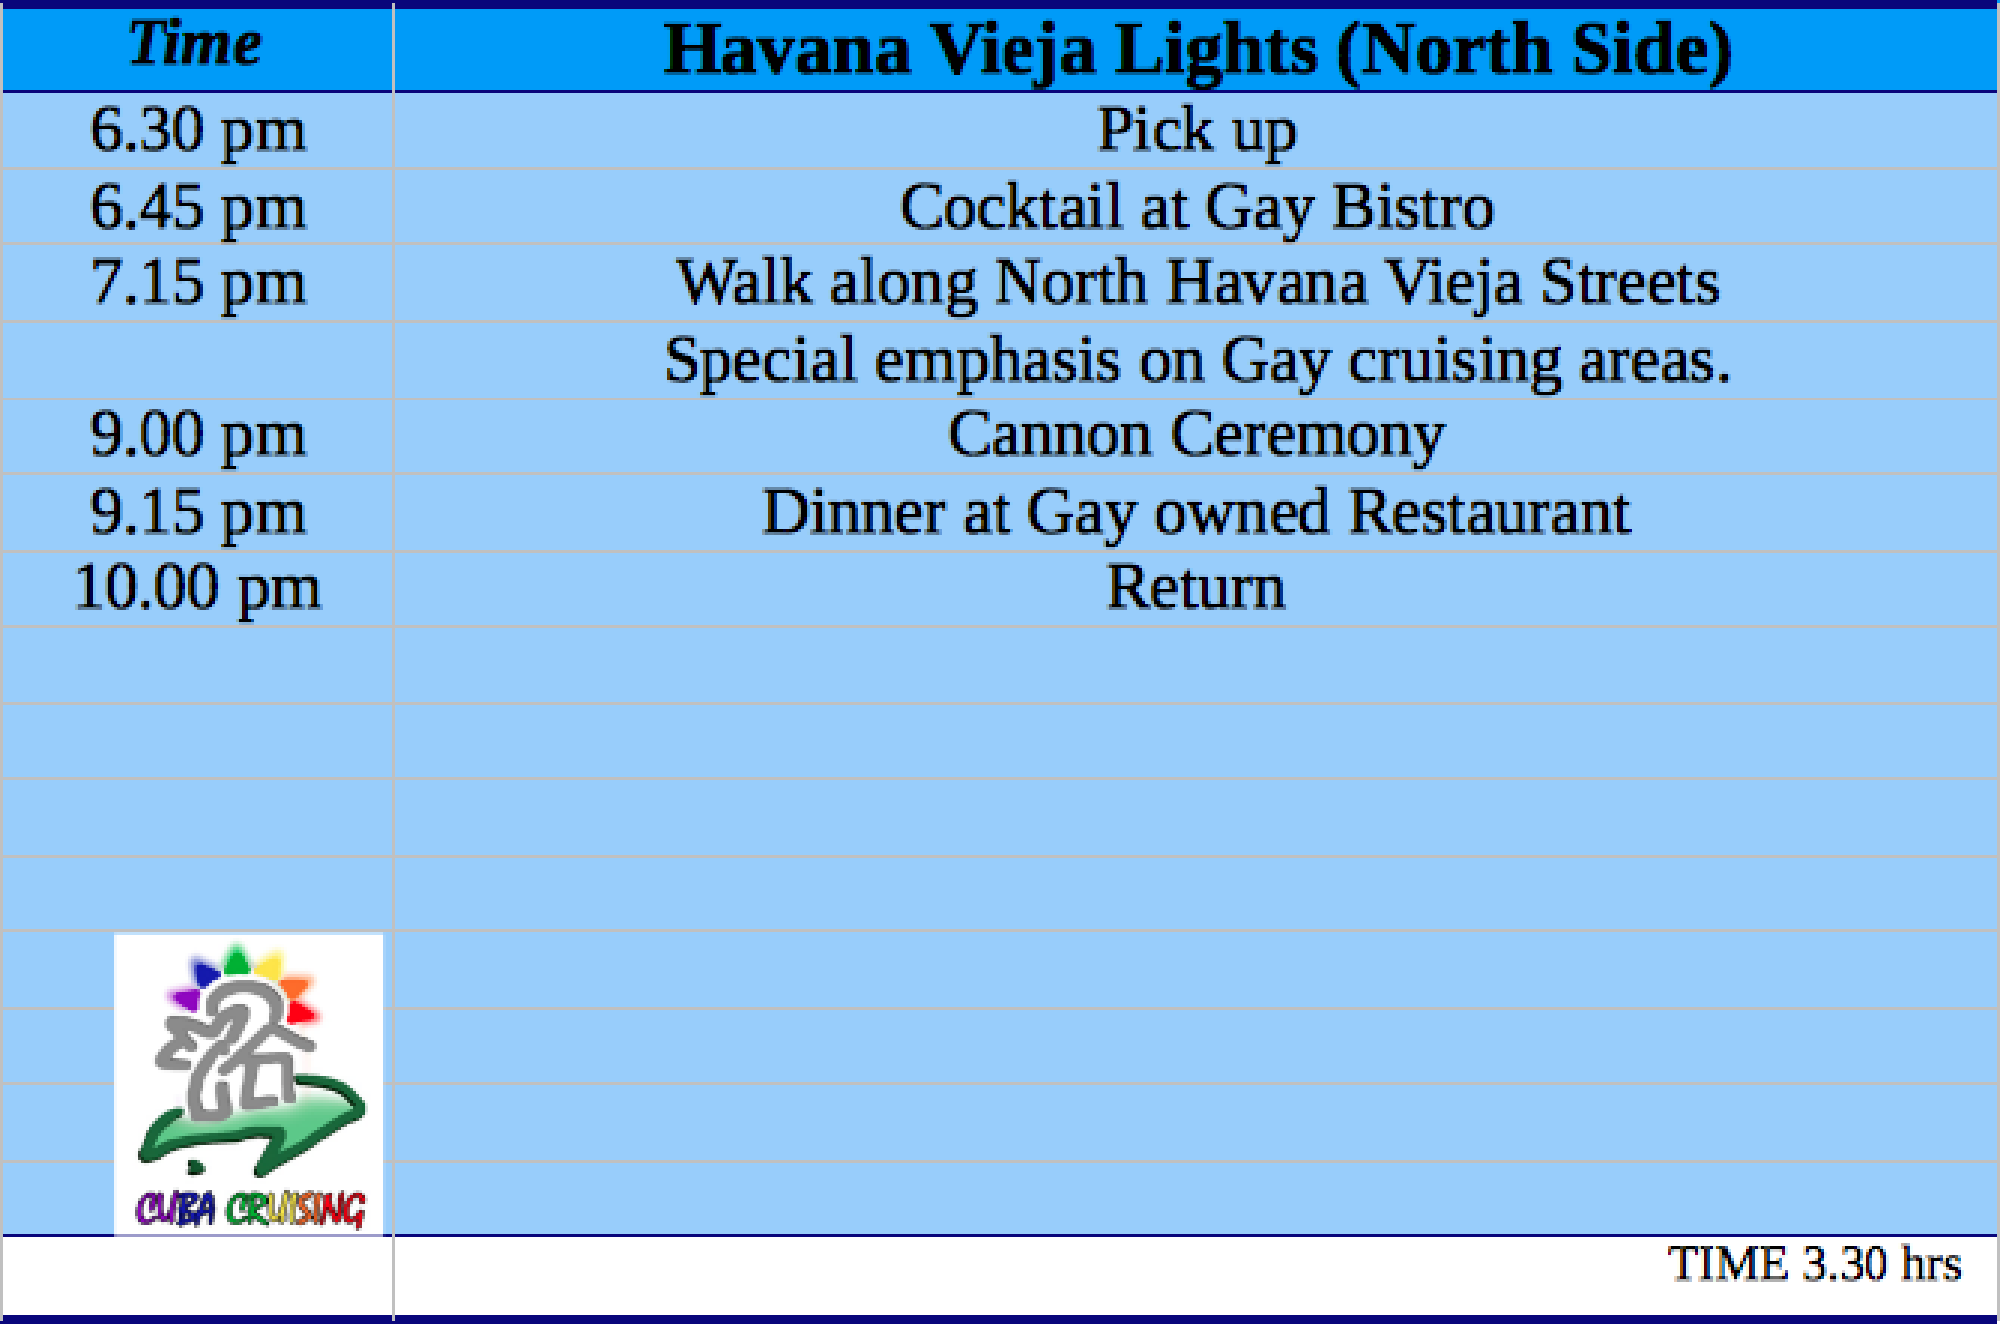 Time Havana Vieja Lights (North Side)
6.30 pm Pick up
6.45 pm Cocktail at Gay Bistro
7.15 pm Walk along North Havana Vieja Streets
Special emphasis on Gay cruising areas.
9.00 pm Cannon Ceremony
9.15 pm Dinner at Gay owned Restaurant
10.00 pm Return
CUBA CRUISING
TIME 3.30 hrs